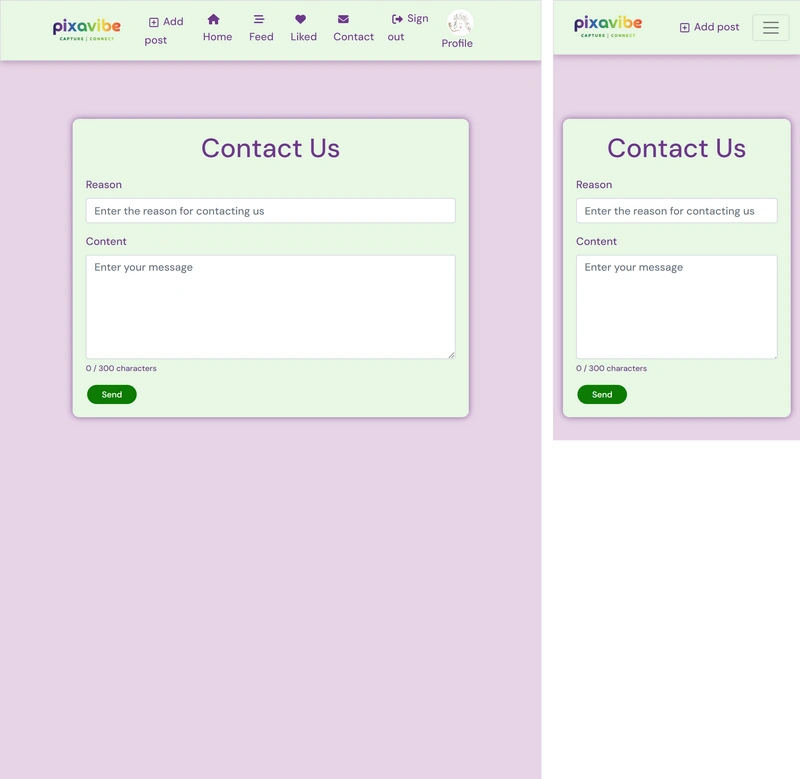 pixavibe
CAPTURE | CONNECT
Add
post
Home
Feed
Liked
Contact
Sign
out
Profile
Contact Us
Reason
Enter the reason for contacting us
Content
Enter your message
0 / 300 characters
Send
pixavibe
CAPTURE | CONNECT
Add post
Contact Us
Reason
Enter the reason for contacting us
Content
Enter your message
0 / 300 characters
Send